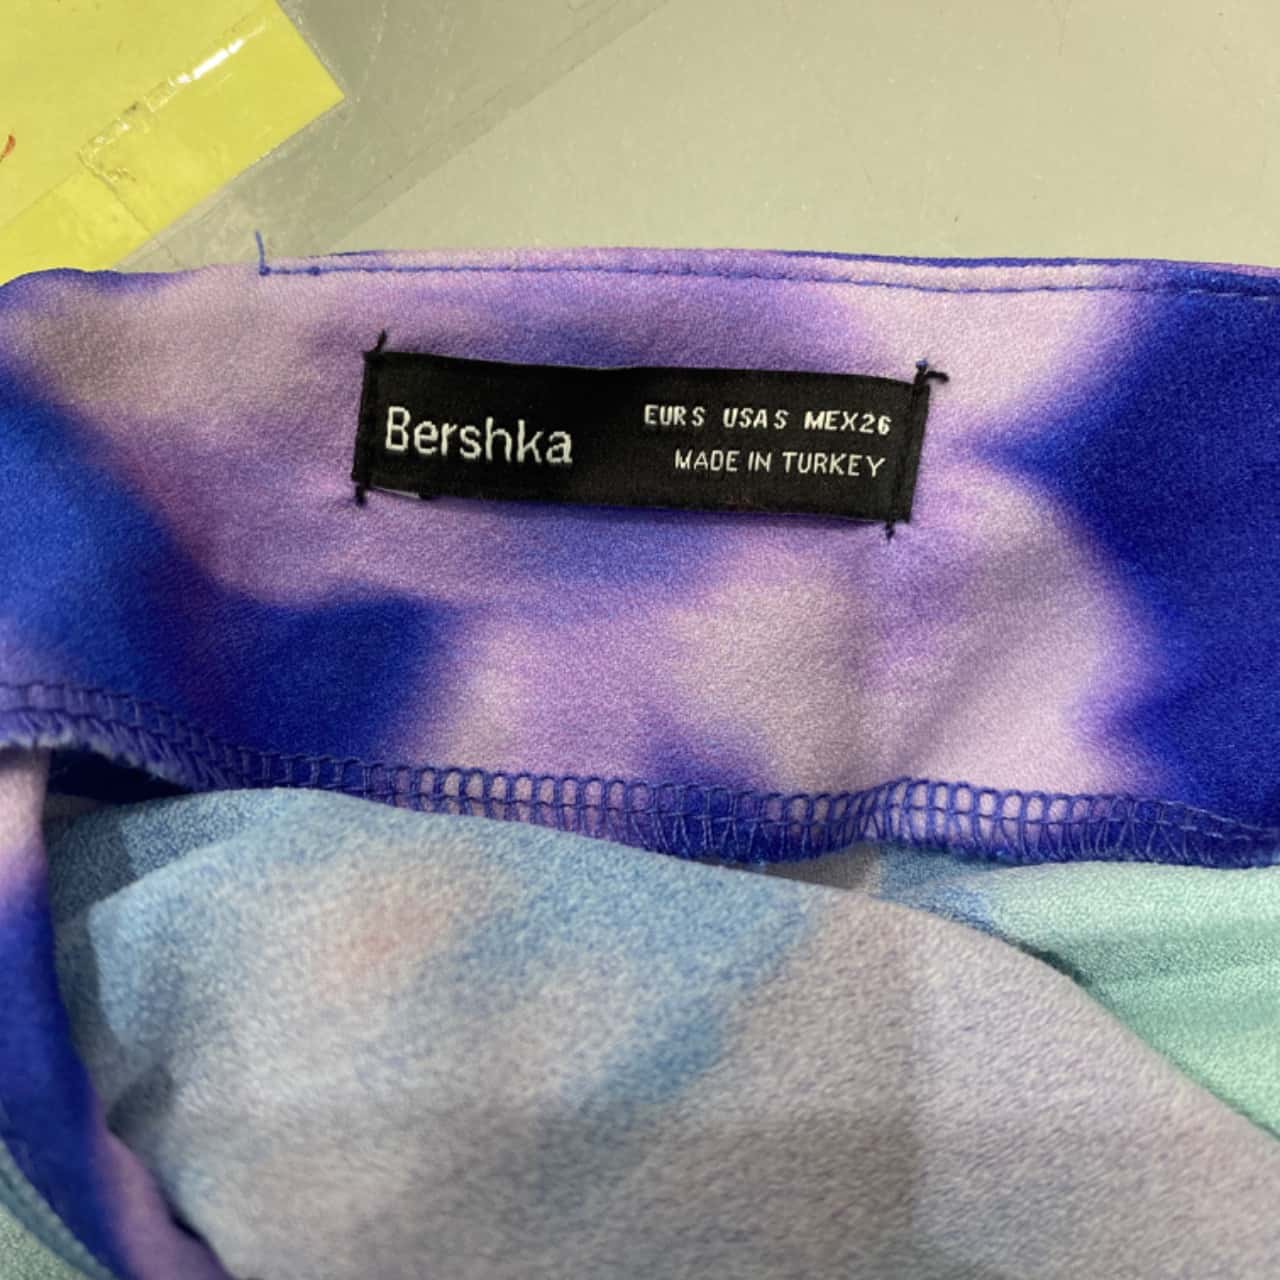 Bershka
EUR S USA S MEX 26
MADE IN TURKEY